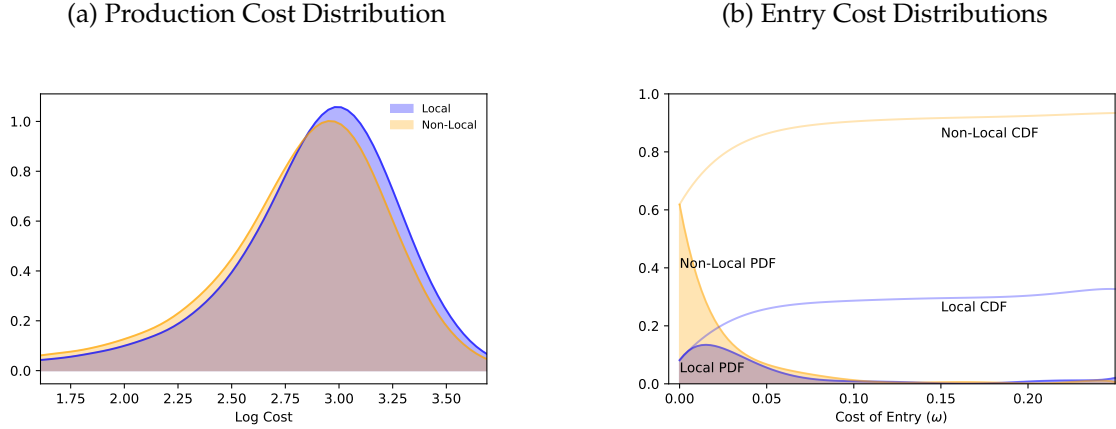 (a) Production Cost Distribution
1.0
0.8
0.6
0.4
0.2
0.0
Local
Non-Local
1.75 2.00 2.25 2.50 2.75 3.00 3.25 3.50
Log Cost
(b) Entry Cost Distributions
1.0
0.8
0.6
0.4
0.2
0.0
Non-Local CDF
Non-Local PDF
Local CDF
Local PDF
0.00 0.05 0.10 0.15 0.20
Cost of Entry (ω)